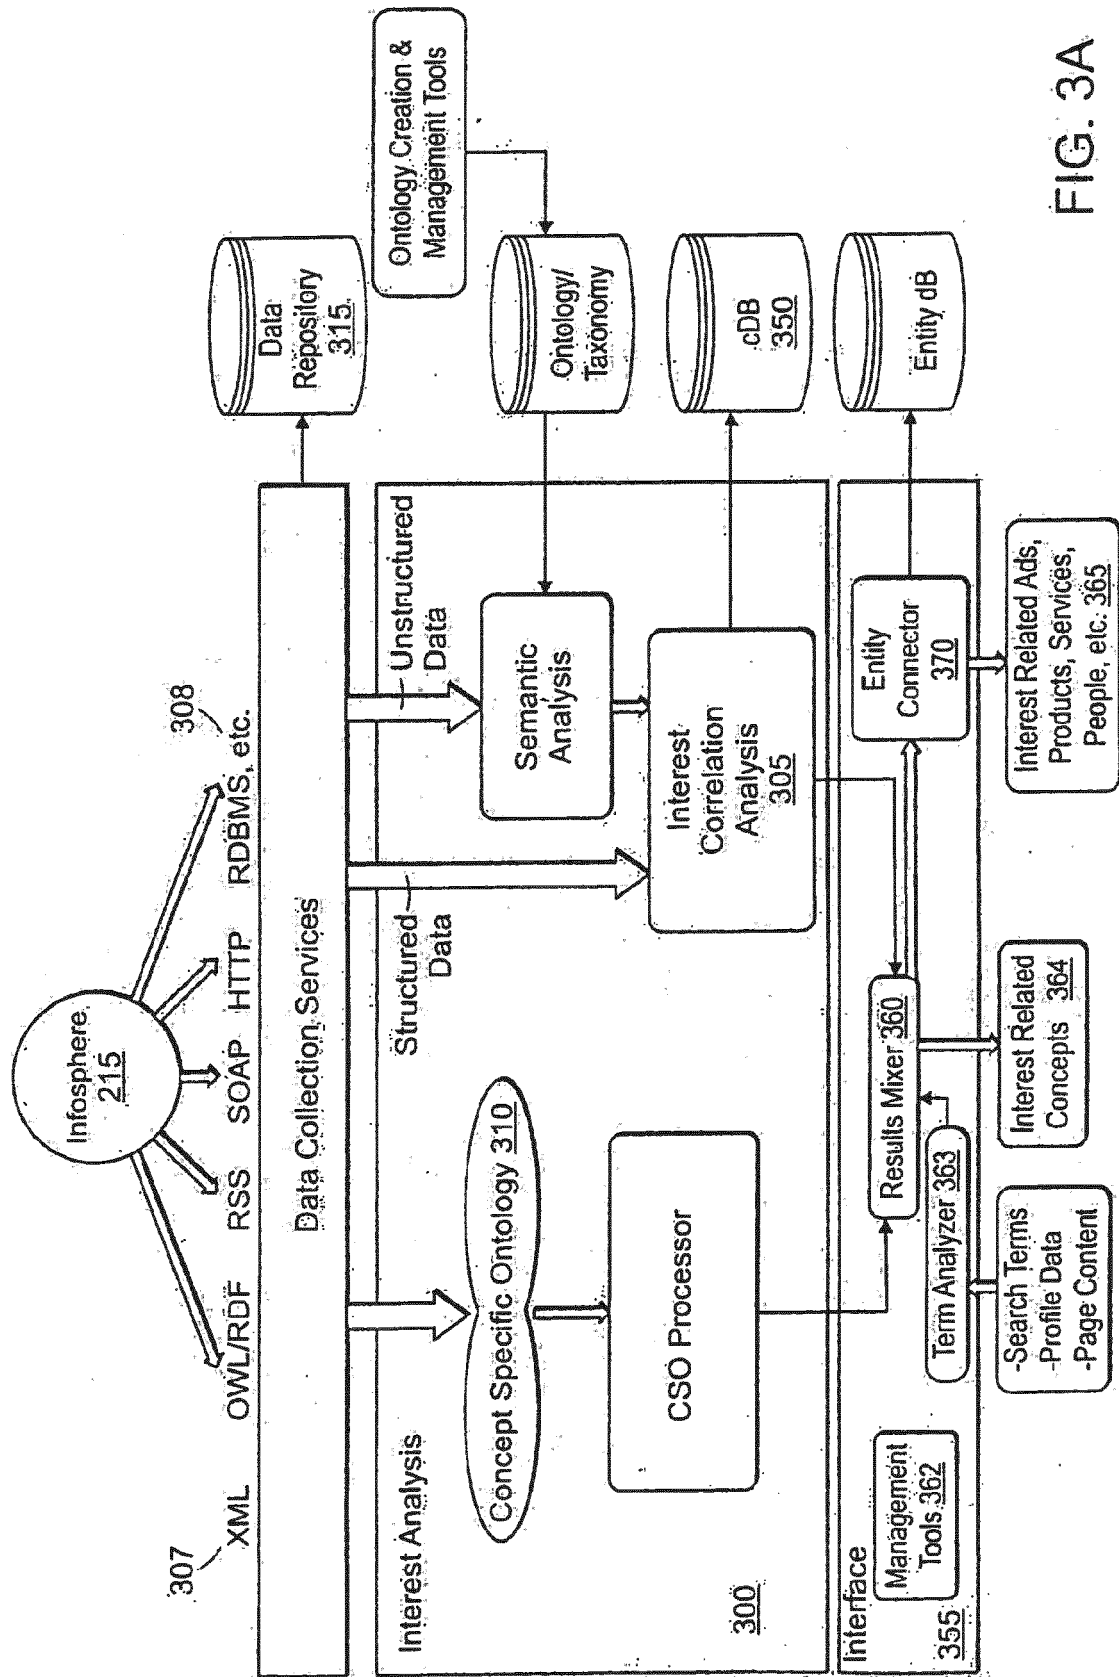 Infosphere
215
307
XML
OWL/RDF
RSS
SOAP
HTTP
RDBMS, etc.
308
Data Collection Services
Data
Repository
315
Ontology Creation &
Management Tools
Interest Analysis
Structured
Data
Unstructured
Data
Concept Specific Ontology 310
Semantic
Analysis
Ontology/
Taxonomy
CSO Processor
Interest
Correlation
Analysis
305
cDB
350
300
Interface
355
Management
Tools 362
Term Analyzer 363
Results Mixer 360
Entity
Connector
370
Entity dB
-Search Terms
-Profile Data
-Page Content
Interest Related
Concepts 364
Interest Related Ads,
Products, Services,
People, etc. 365
FIG. 3A